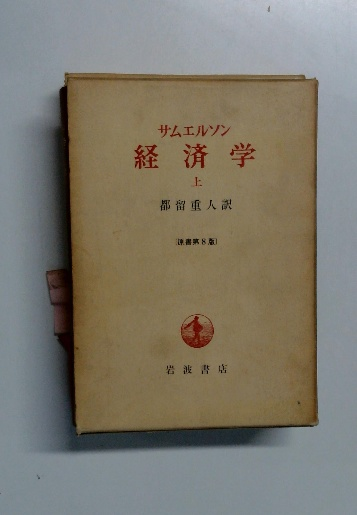 サムエルソン
経済学
上
都留重人訳
〔原書第8版〕
岩波書店